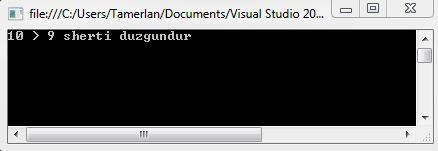 file:///C:/Users/Tamerlan/Documents/Visual Studio 20...
10 > 9 sherti duzgundur